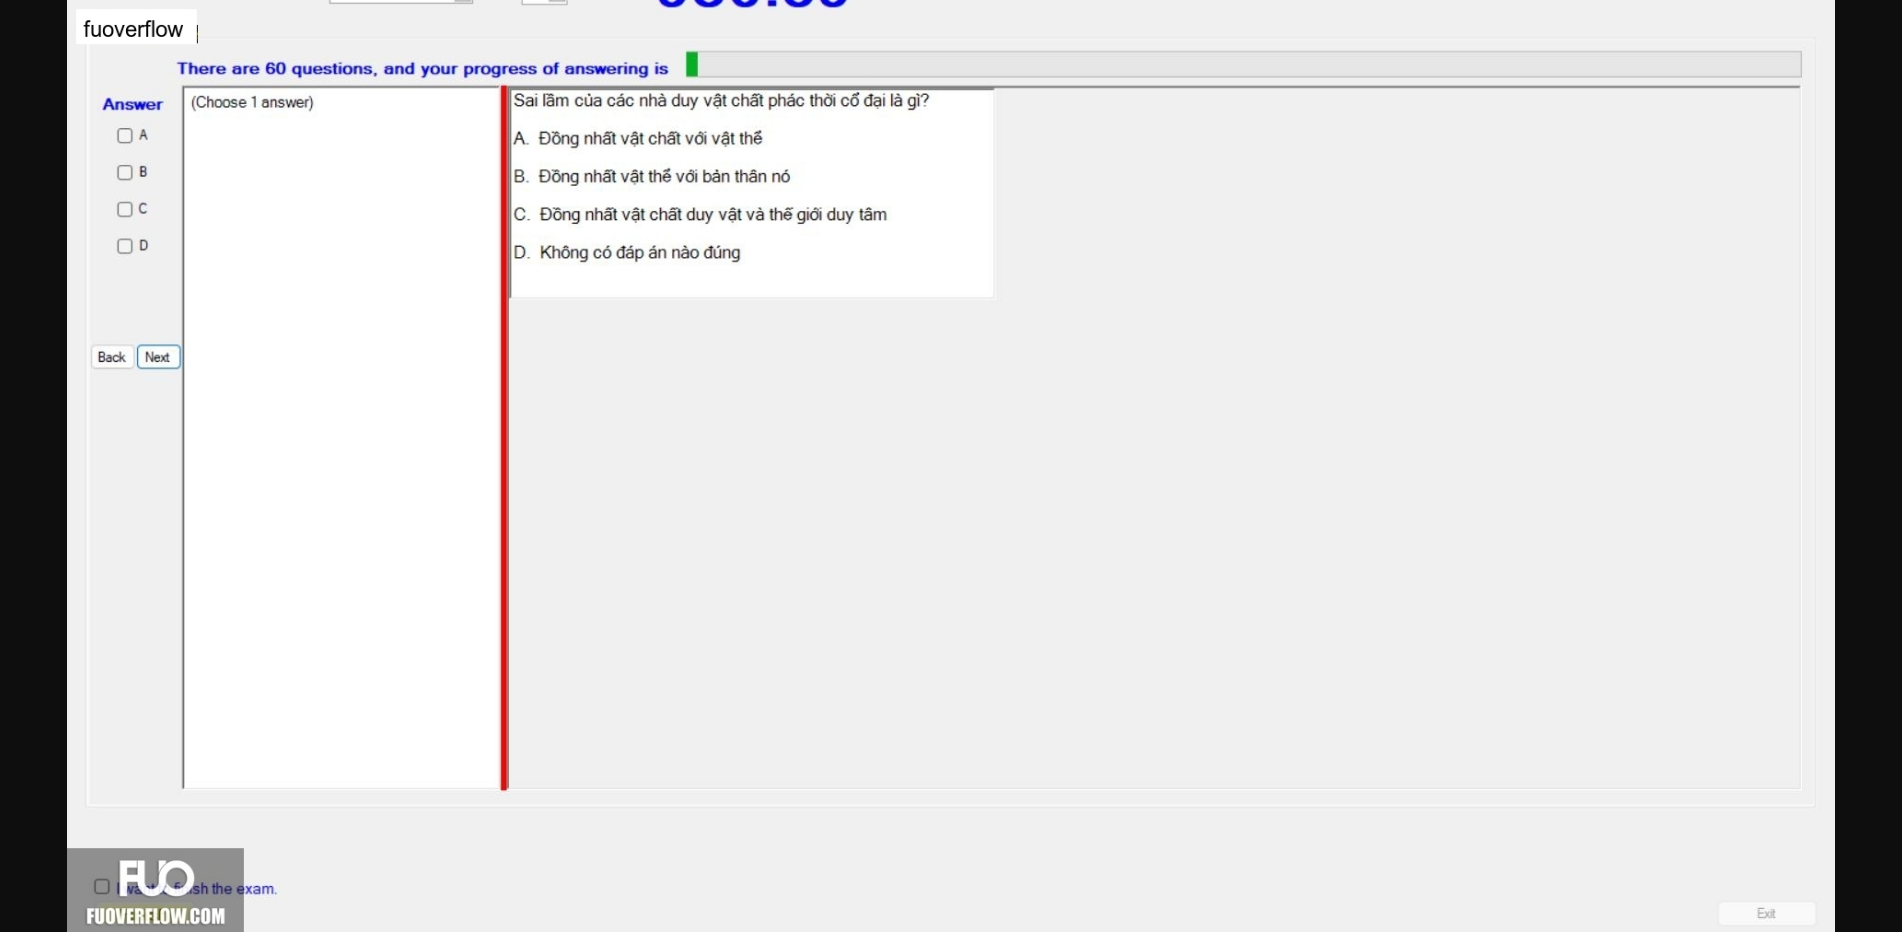 fuoverflow
There are 60 questions, and your progress of answering is
Answer
(Choose 1 answer)
A
B
C
D
Back
Next
Sai lầm của các nhà duy vật chất phác thời cổ đại là gì?
A. Đồng nhất vật chất với vật thể
B. Đồng nhất vật thể với bản thân nó
C. Đồng nhất vật chất duy vật và thế giới duy tâm
D. Không có đáp án nào đúng
I want finish the exam.
FUO
FUOVERFLOW.COM
Exit